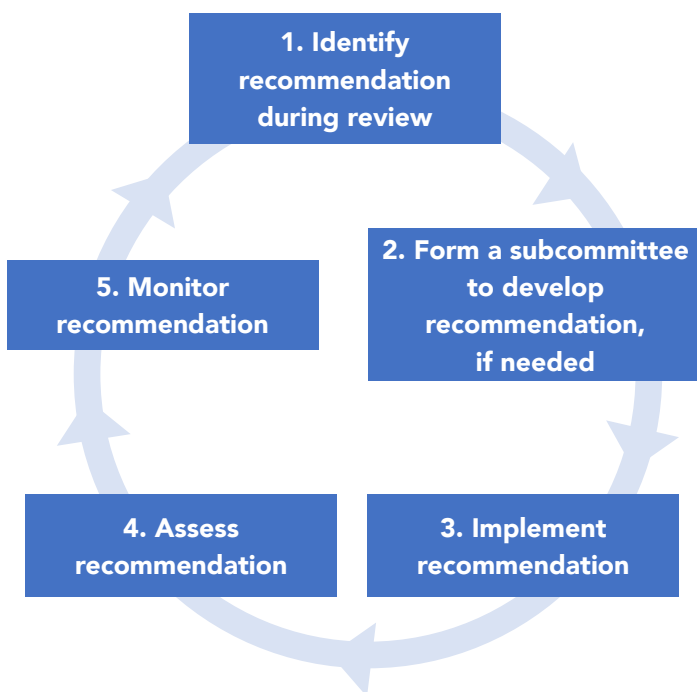 1. Identify
recommendation
during review
2. Form a subcommittee
to develop
recommendation,
if needed
3. Implement
recommendation
4. Assess
recommendation
5. Monitor
recommendation